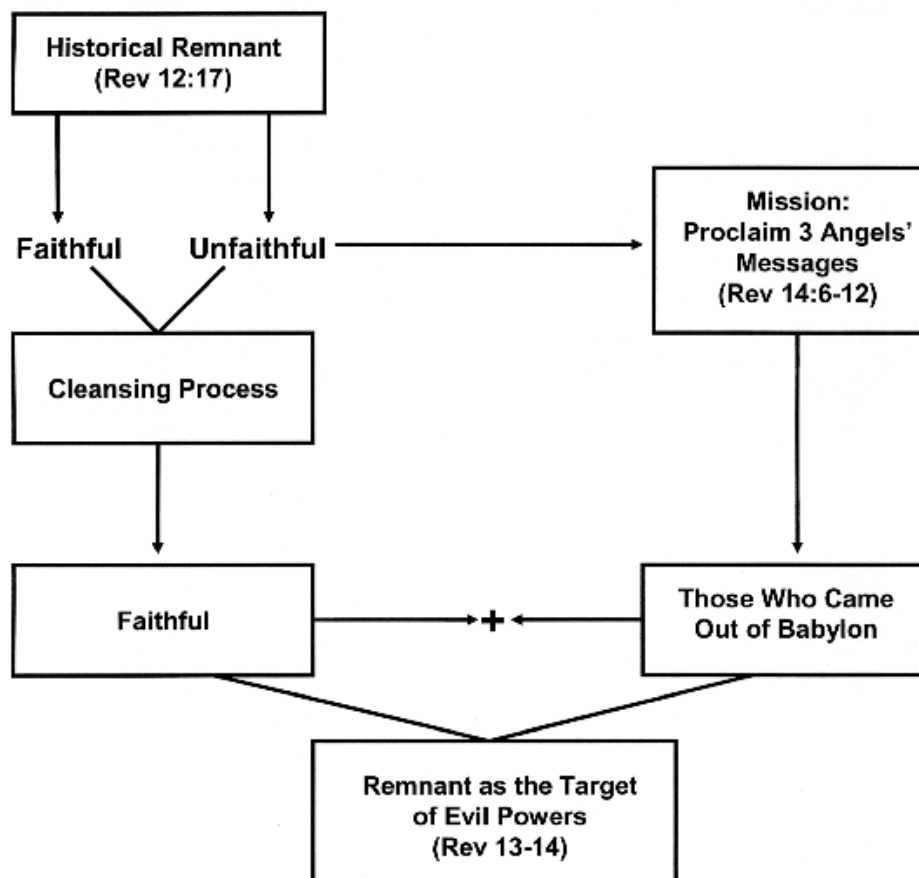 Historical Remnant
(Rev 12:17)
Mission:
Proclaim 3 Angels’
Messages
(Rev 14:6-12)
Faithful
Unfaithful
Cleansing Process
Faithful
+
Those Who Came
Out of Babylon
Remnant as the Target
of Evil Powers
(Rev 13-14)